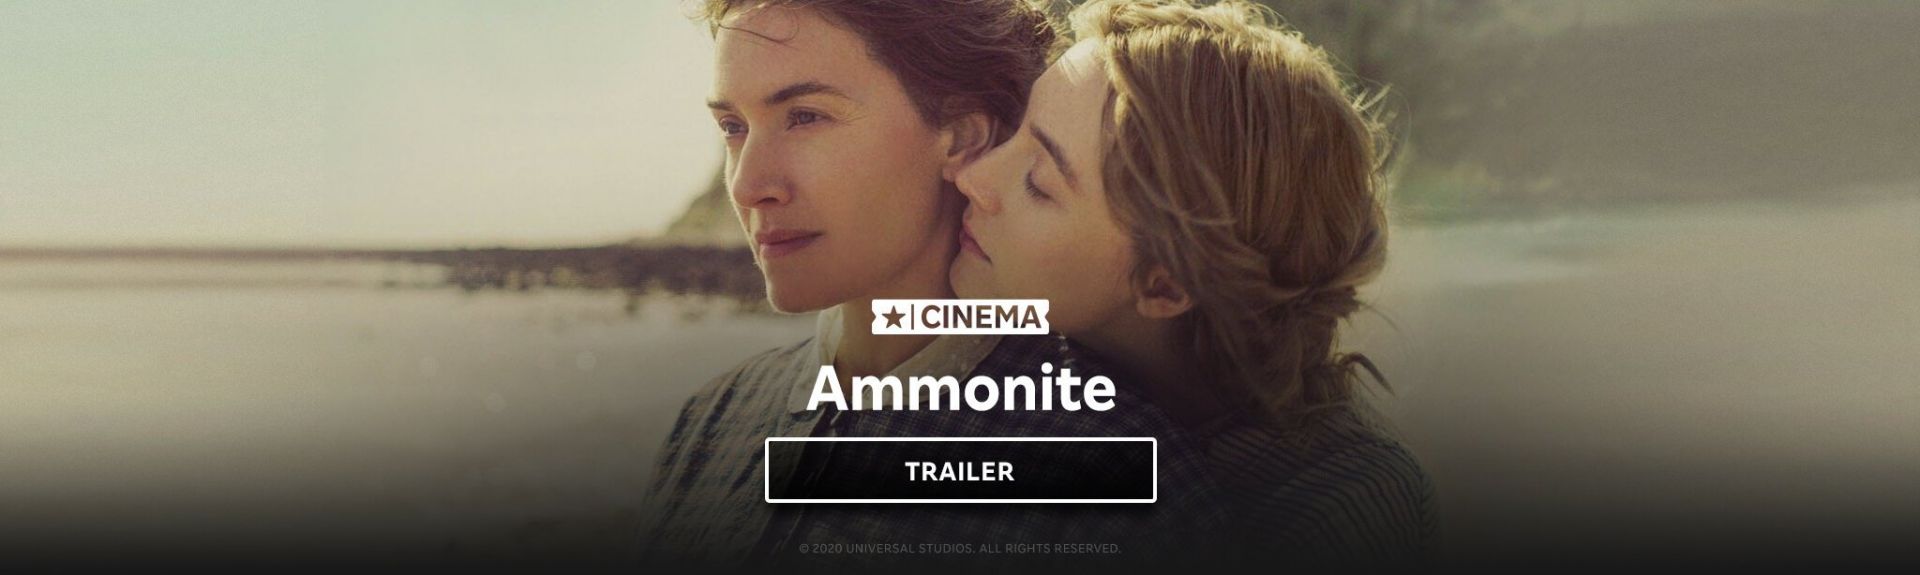 ★ | CINEMA
Ammonite
TRAILER
© 2020 UNIVERSAL STUDIOS. ALL RIGHTS RESERVED.